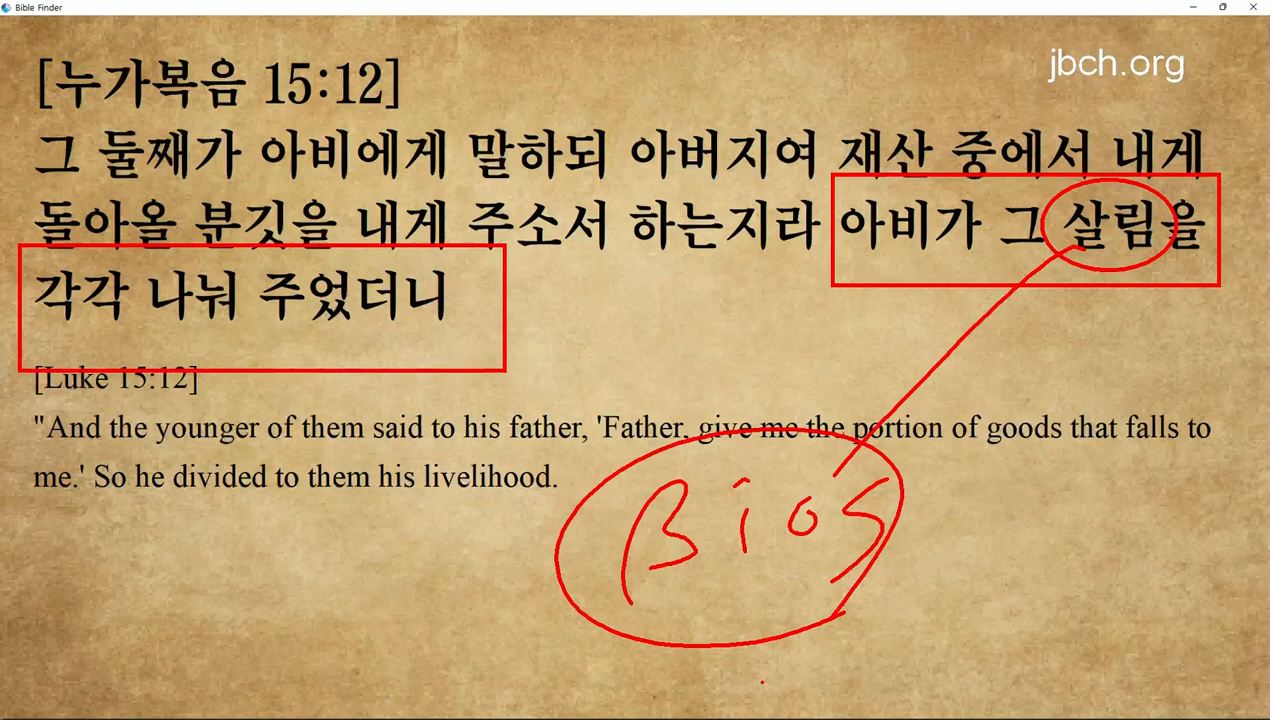 Bible Finder
jbch.org
[누가복음 15:12]
그 둘째가 아비에게 말하되 아버지여 재산 중에서 내게
돌아올 분깃을 내게 주소서 하는지라 아비가 그 살림을
각각 나눠 주었더니
[Luke 15:12]
"And the younger of them said to his father, 'Father, give me the portion of goods that falls to
me.' So he divided to them his livelihood.
Bios